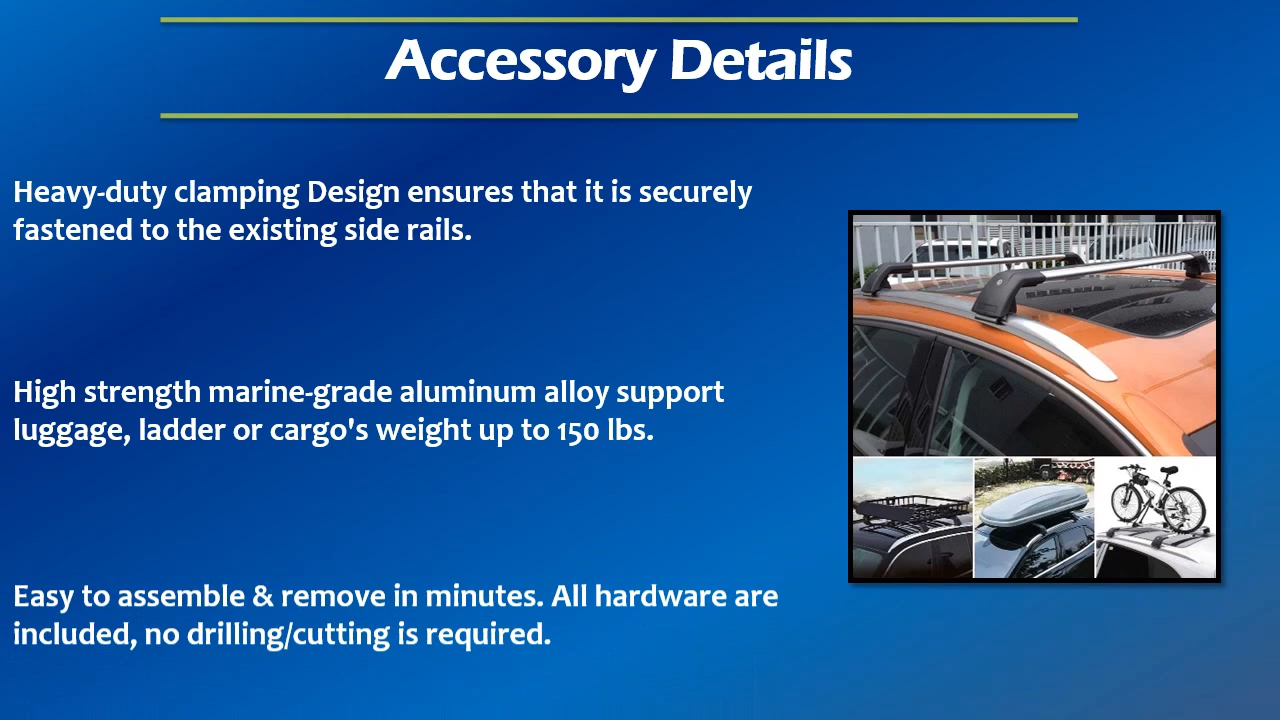 Accessory Details
Heavy-duty clamping Design ensures that it is securely
fastened to the existing side rails.
High strength marine-grade aluminum alloy support
luggage, ladder or cargo's weight up to 150 lbs.
Easy to assemble & remove in minutes. All hardware are
included, no drilling/cutting is required.